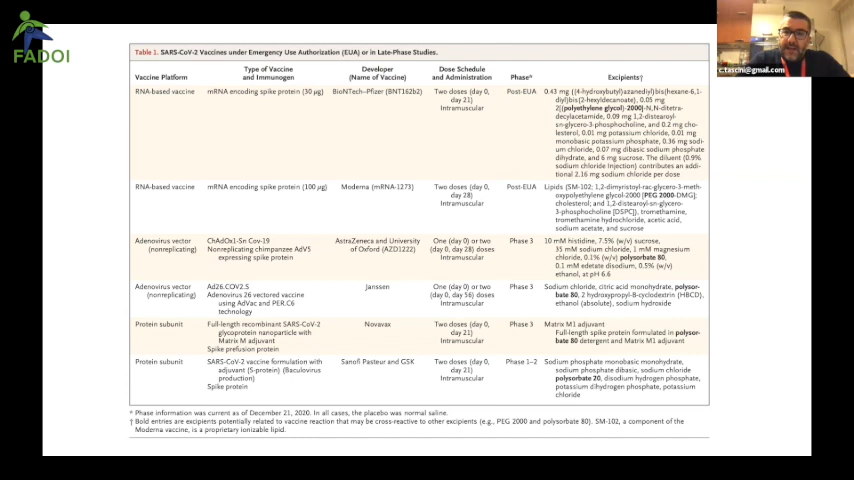 FADOI
c.tascini@gmail.com
Table 1. SARS-CoV-2 Vaccines under Emergency Use Authorization (EUA) or in Late-Phase Studies.
Vaccine Platform
Type of Vaccine
and Immunogen
Developer
(Name of Vaccine)
Dose Schedule
and Administration
Phase*
Excipients†
RNA-based vaccine
mRNA encoding spike protein (30 μg)
BioNTech–Pfizer (BNT162b2)
Two doses (day 0,
day 21)
Intramuscular
Post-EUA
0.43 mg ((4-hydroxybutyl)azanediyl)bis(hexane-6,1-
diyl)bis(2-hexyldecanoate), 0.05 mg
2[(polyethylene glycol)-2000]-N,N-ditetra-
decylacetamide, 0.09 mg 1,2-distearoyl-
sn-glycero-3-phosphocholine, and 0.2 mg cho-
lesterol, 0.01 mg potassium chloride, 0.01 mg
monobasic potassium phosphate, 0.36 mg sodi-
um chloride, 0.07 mg dibasic sodium phosphate
dihydrate, and 6 mg sucrose. The diluent (0.9%
sodium chloride Injection) contributes an addi-
tional 2.16 mg sodium chloride per dose
RNA-based vaccine
mRNA encoding spike protein (100 μg)
Moderna (mRNA-1273)
Two doses (day 0,
day 28)
Intramuscular
Post-EUA
Lipids (SM-102; 1,2-dimyristoyl-rac-glycero-3-meth-
oxypolyethylene glycol-2000 [PEG 2000-DMG];
cholesterol; and 1,2-distearoyl-sn-glycero-
3-phosphocholine [DSPC]), tromethamine,
tromethamine hydrochloride, acetic acid,
sodium acetate, and sucrose
Adenovirus vector
(nonreplicating)
ChAdOx1-Sn Cov-19
Nonreplicating chimpanzee AdV5
expressing spike protein
AstraZeneca and University
of Oxford (AZD1222)
One (day 0) or two
(day 0, day 28) doses
Intramuscular
Phase 3
10 mM histidine, 7.5% (w/v) sucrose,
35 mM sodium chloride, 1 mM magnesium
chloride, 0.1% (w/v) polysorbate 80,
0.1 mM edetate disodium, 0.5% (w/v)
ethanol, at pH 6.6
Adenovirus vector
(nonreplicating)
Ad26.COV2.S
Adenovirus 26 vectored vaccine
using AdVac and PER.C6
technology
Janssen
One (day 0) or two
(day 0, day 56) doses
Intramuscular
Phase 3
Sodium chloride, citric acid monohydrate, polysor-
bate 80, 2 hydroxypropyl-B-cyclodextrin (HBCD),
ethanol (absolute), sodium hydroxide
Protein subunit
Full-length recombinant SARS-CoV-2
glycoprotein nanoparticle with
Matrix M adjuvant
Spike prefusion protein
Novavax
Two doses (day 0,
day 21)
Intramuscular
Phase 3
Matrix M1 adjuvant
Full-length spike protein formulated in polysor-
bate 80 detergent and Matrix M1 adjuvant
Protein subunit
SARS-CoV-2 vaccine formulation with
adjuvant (S-protein) (Baculovirus
production)
Spike protein
Sanofi Pasteur and GSK
Two doses (day 0,
day 21)
Intramuscular
Phase 1–2
Sodium phosphate monobasic monohydrate,
sodium phosphate dibasic, sodium chloride
polysorbate 20, disodium hydrogen phosphate,
potassium dihydrogen phosphate, potassium
chloride
* Phase information was current as of December 21, 2020. In all cases, the placebo was normal saline.
† Bold entries are excipients potentially related to vaccine reaction that may be cross-reactive to other excipients (e.g., PEG 2000 and polysorbate 80). SM-102, a component of the
Moderna vaccine, is a proprietary ionizable lipid.